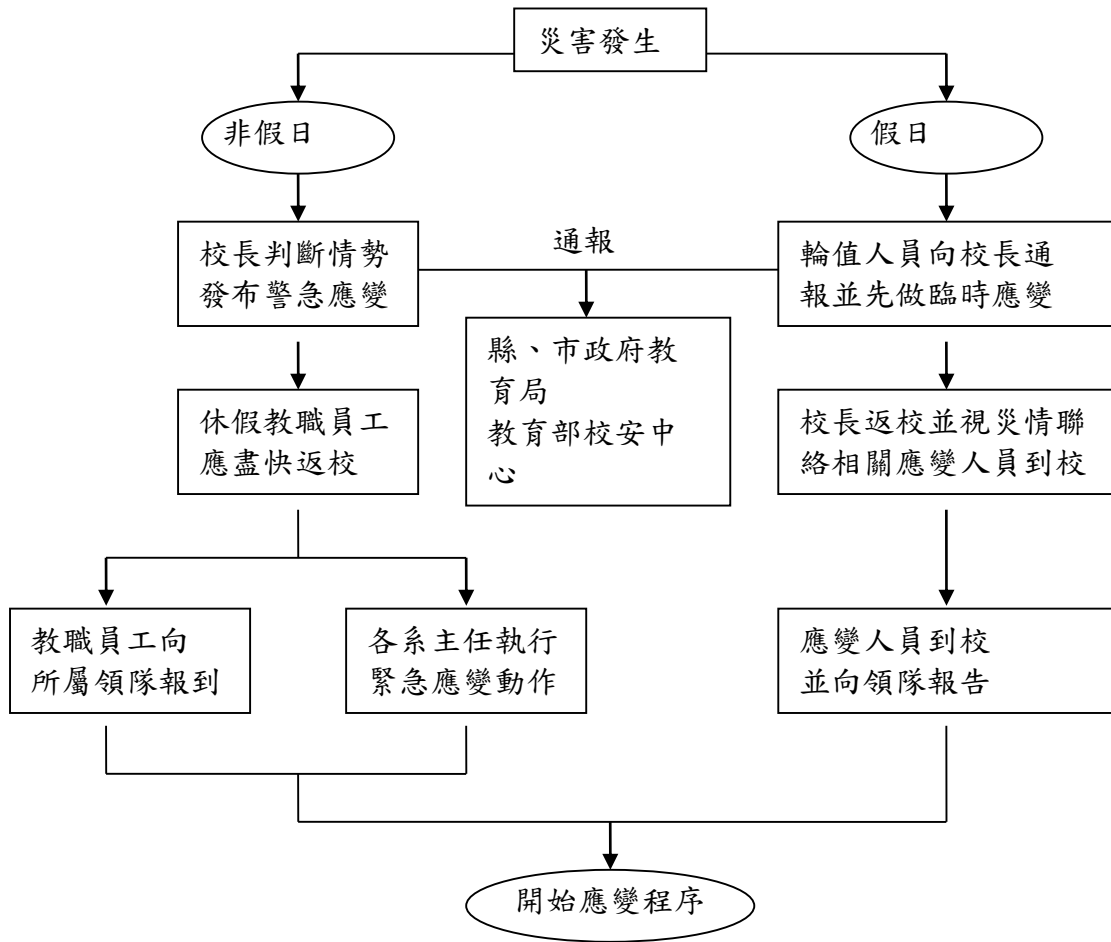 災害發生
非假日
假日
校長判斷情勢
發布警急應變
通報
輪值人員向校長通
報並先做臨時應變
縣、市政府教
育局
教育部校安中
心
休假教職員工
應盡快返校
校長返校並視災情聯
絡相關應變人員到校
教職員工向
所屬領隊報到
各系主任執行
緊急應變動作
應變人員到校
並向領隊報告
開始應變程序